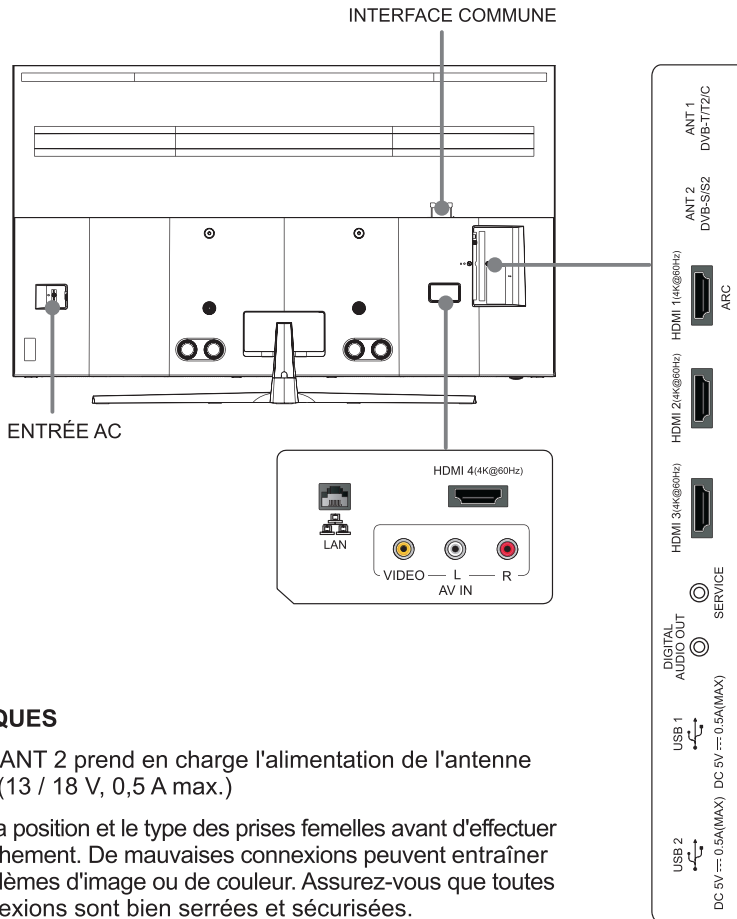 INTERFACE COMMUNE
ENTRÉE AC
HDMI 4(4K@60Hz)
LAN
VIDEO L R
AV IN
ANT 1
DVB-T/T2/C
ANT 2
DVB-S/S2
HDMI 1(4K@60Hz)
ARC
HDMI 2(4K@60Hz)
HDMI 3(4K@60Hz)
SERVICE
DIGITAL
AUDIO OUT
USB 1
DC 5V ⎓ 0.5A(MAX)
USB 2
DC 5V ⎓ 0.5A(MAX)
QUES
ANT 2 prend en charge l'alimentation de l'antenne
(13 / 18 V, 0,5 A max.)
a position et le type des prises femelles avant d'effectuer
hement. De mauvaises connexions peuvent entraîner
lèmes d'image ou de couleur. Assurez-vous que toutes
exions sont bien serrées et sécurisées.